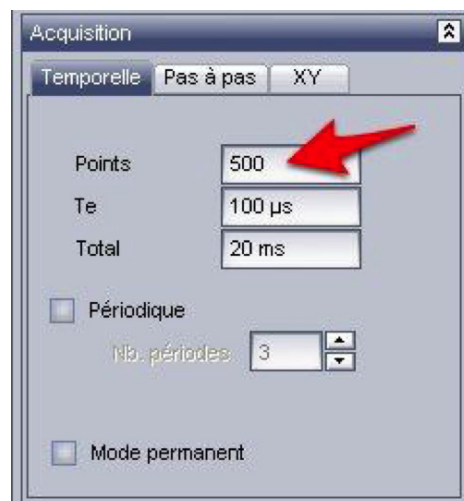 Acquisition
Temporelle Pas à pas XY
Points 500
Te 100 µs
Total 20 ms
Périodique
Nb. périodes 3
Mode permanent